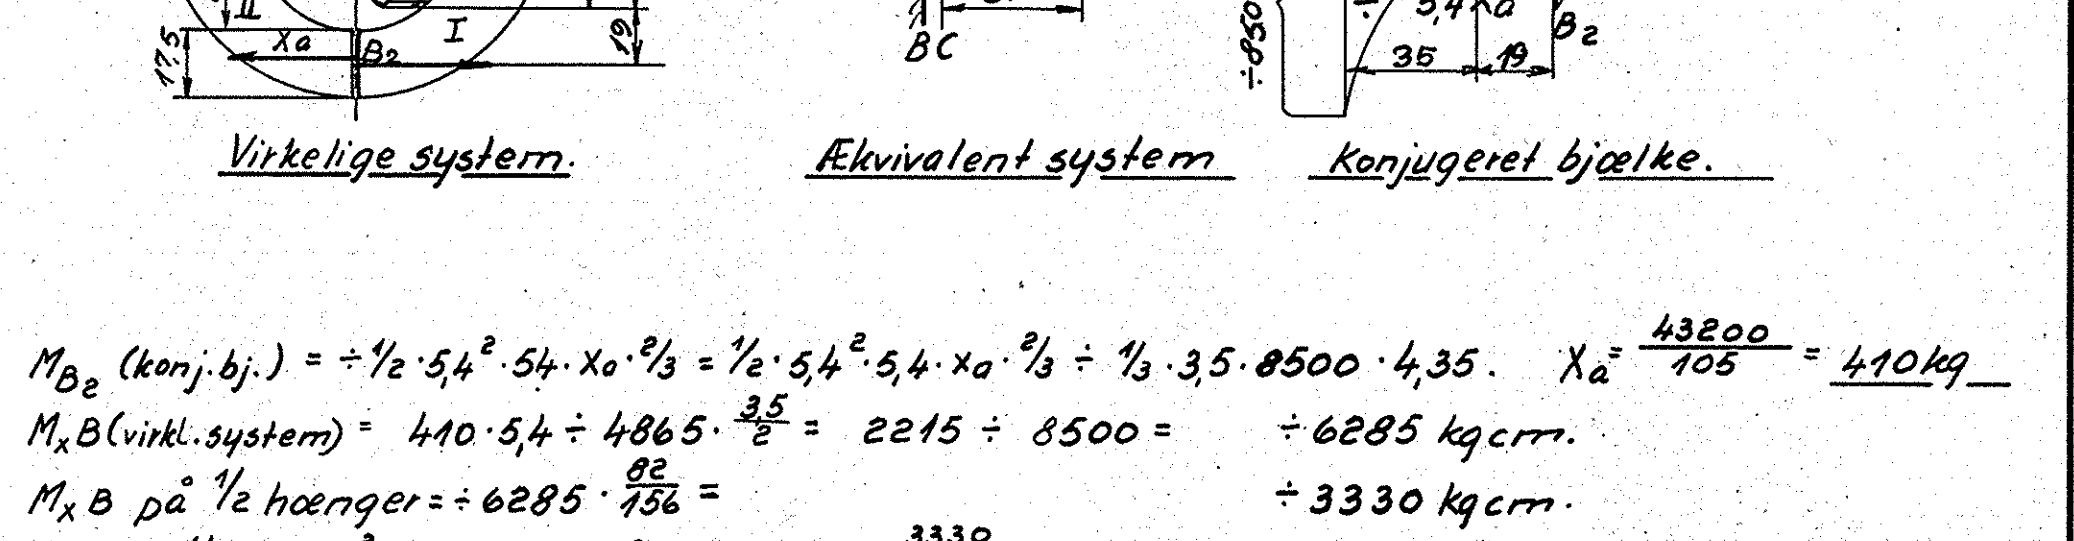 II
I
17,5
Xa
B2
19
B C
÷850
÷ 5,4 Xa
B2
35
19
Virkelige system.
Ækvivalent system
Konjugeret bjælke.
MB2 (konj.bj.) = ÷ 1/2 · 5,4² · 54 · Xa · 2/3 = 1/2 · 5,4² · 5,4 · Xa · 2/3 ÷ 1/3 · 3,5 · 8500 · 4,35. Xa = 43200/105 = 410 kg
MxB (virkl. system) = 410 · 5,4 ÷ 4865 · 3,5/2 = 2215 ÷ 8500 = ÷ 6285 kgcm.
MxB på 1/2 hænger = ÷ 6285 · 82/156 = ÷ 3330 kgcm.
3330